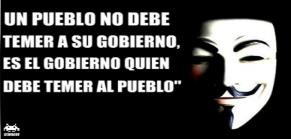 UN PUEBLO NO DEBE
TEMER A SU GOBIERNO,
ES EL GOBIERNO QUIEN
DEBE TEMER AL PUEBLO"